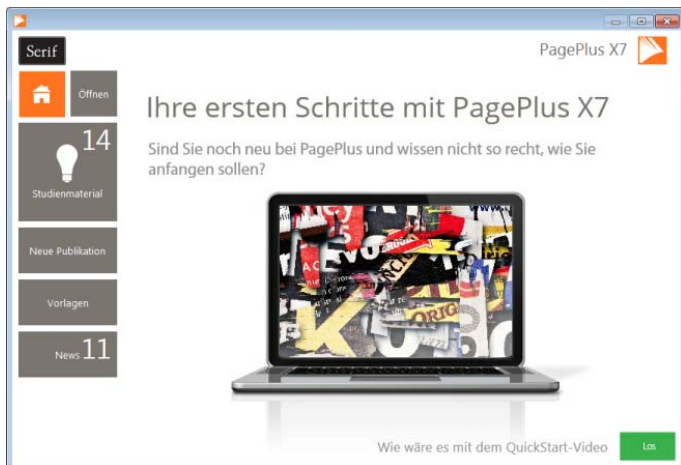 Serif
PagePlus X7
Öffnen
14
Studienmaterial
Neue Publikation
Vorlagen
News 11
Ihre ersten Schritte mit PagePlus X7
Sind Sie noch neu bei PagePlus und wissen nicht so recht, wie Sie
anfangen sollen?
ORIG
Wie wäre es mit dem QuickStart-Video
Los